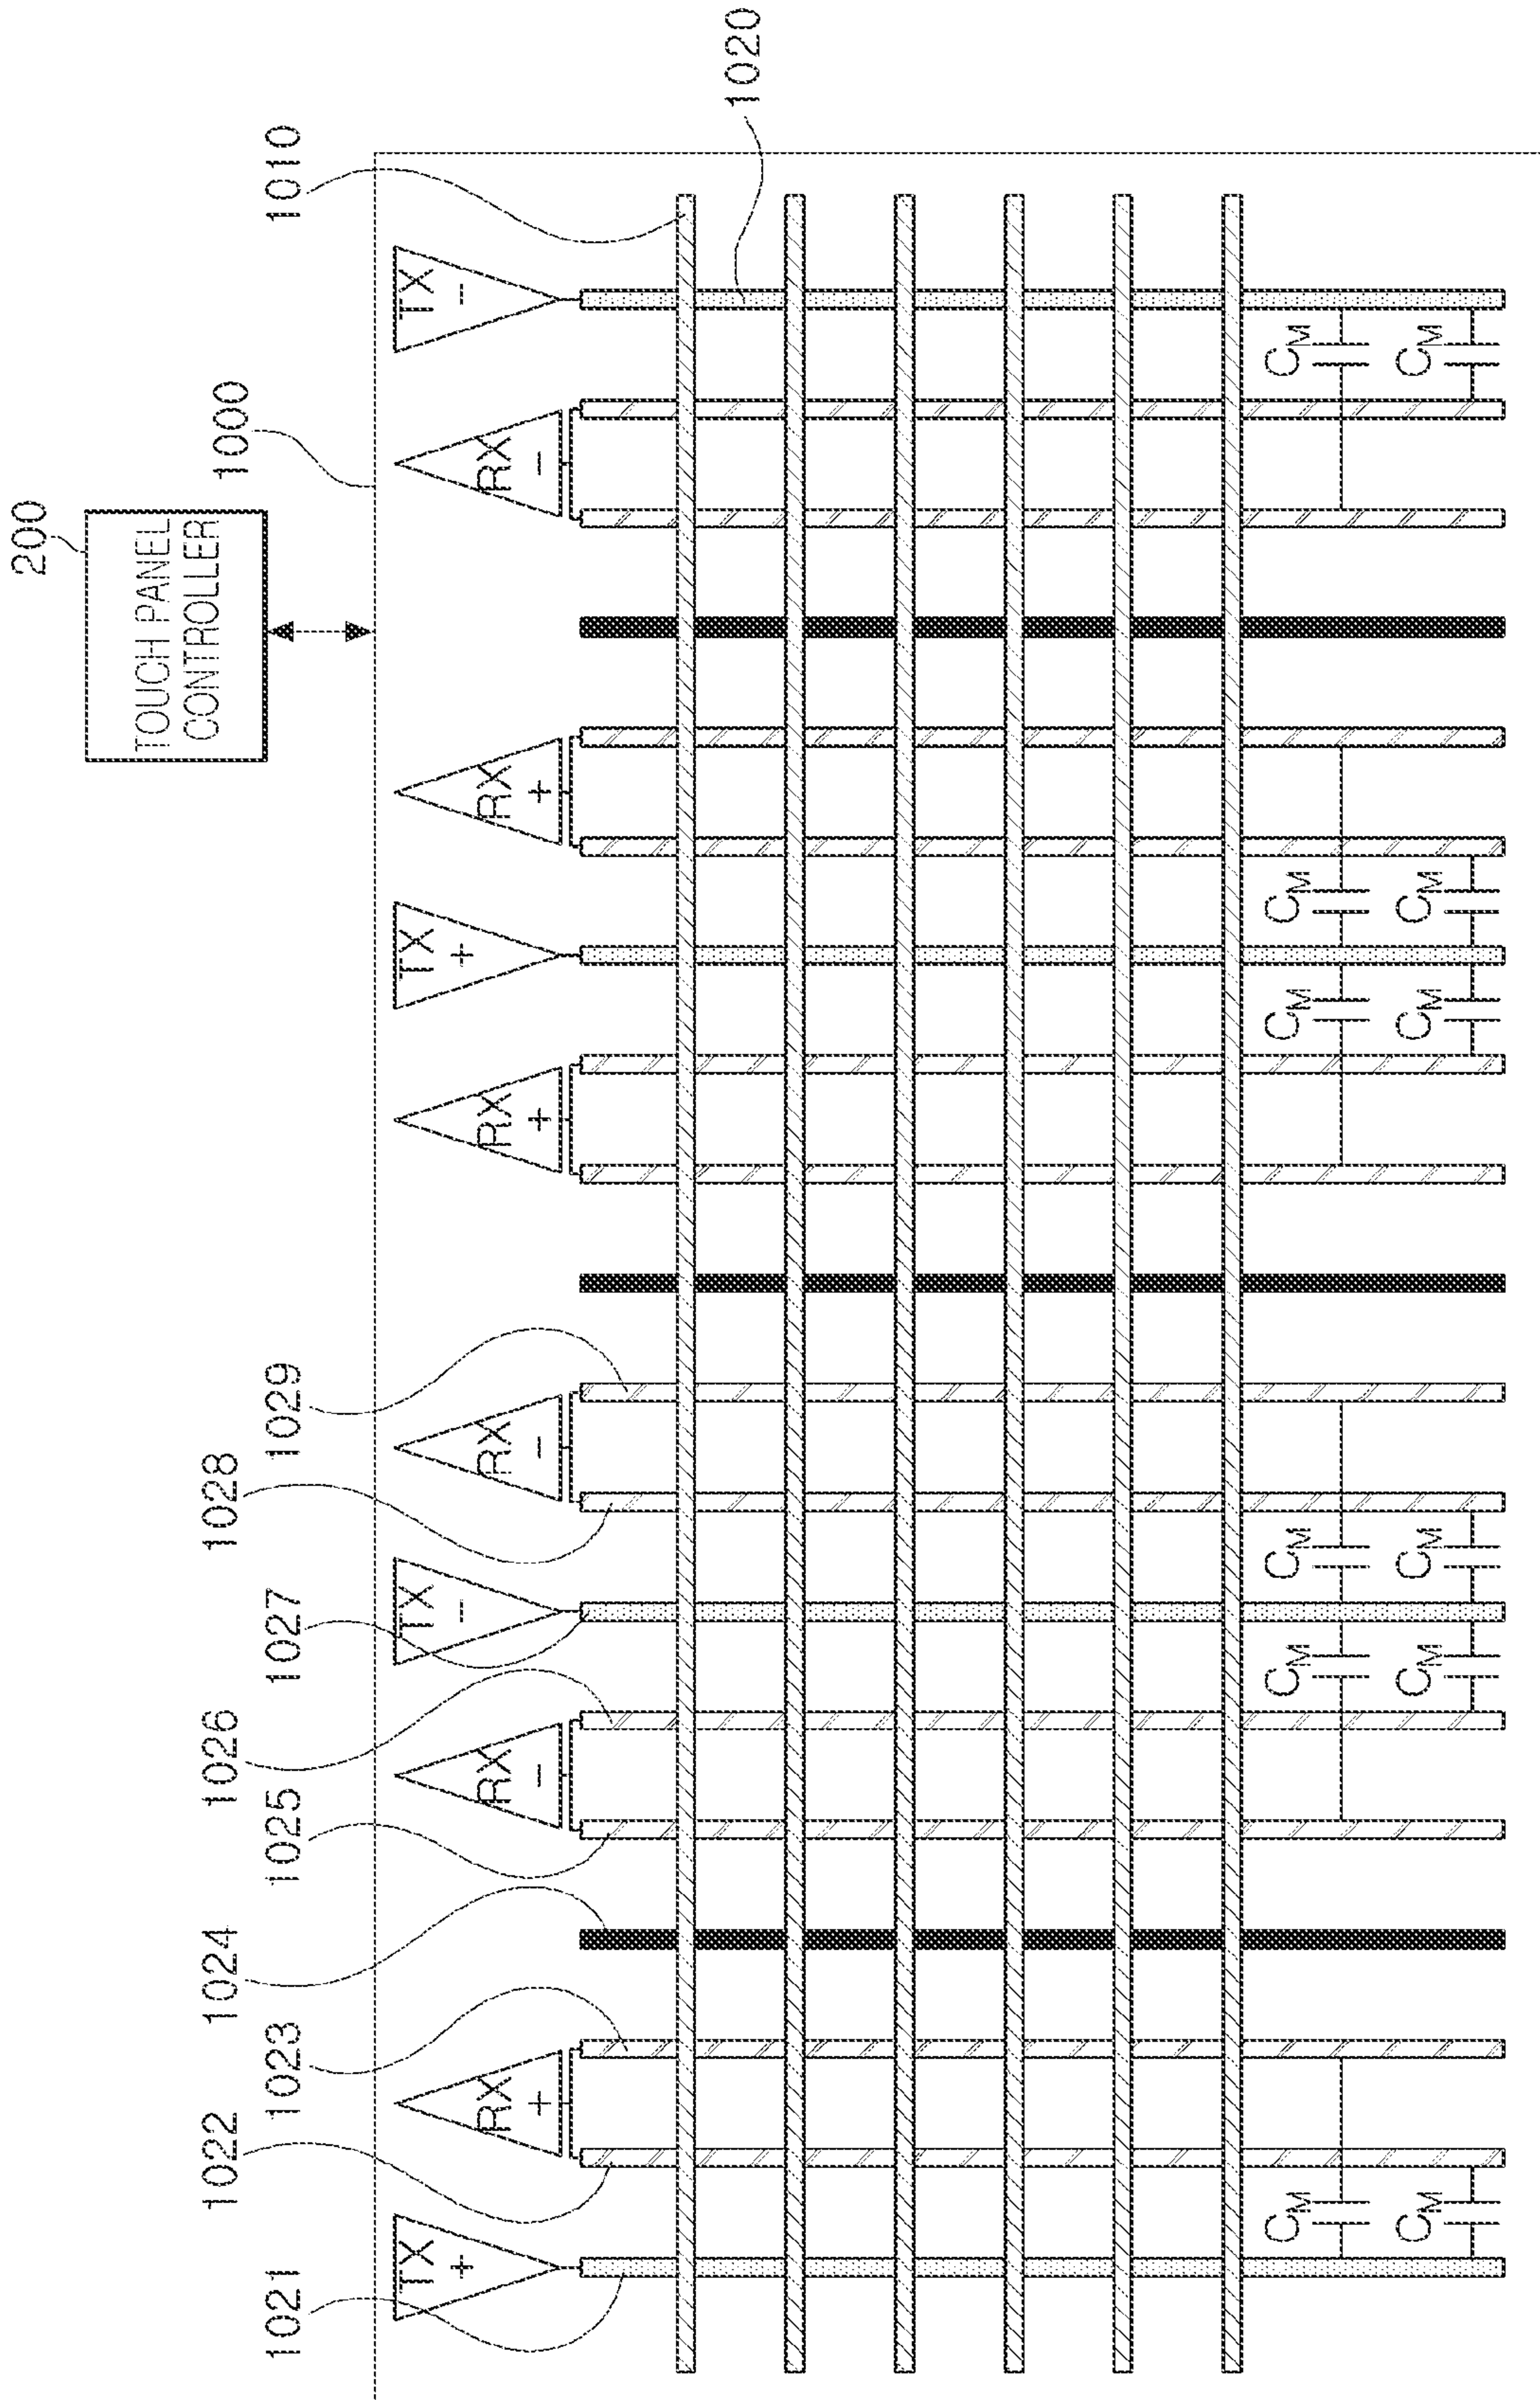 200
TOUCH PANEL
CONTROLLER
1022
1024
1026
1028
1000
1021
1023
1025
1027
1029
1010
TX
+
RX
+
RX
−
TX
−
RX
−
RX
+
TX
+
RX
+
RX
−
TX
−
1020
CM
CM
CM
CM
CM
CM
CM
CM
CM
CM
CM
CM